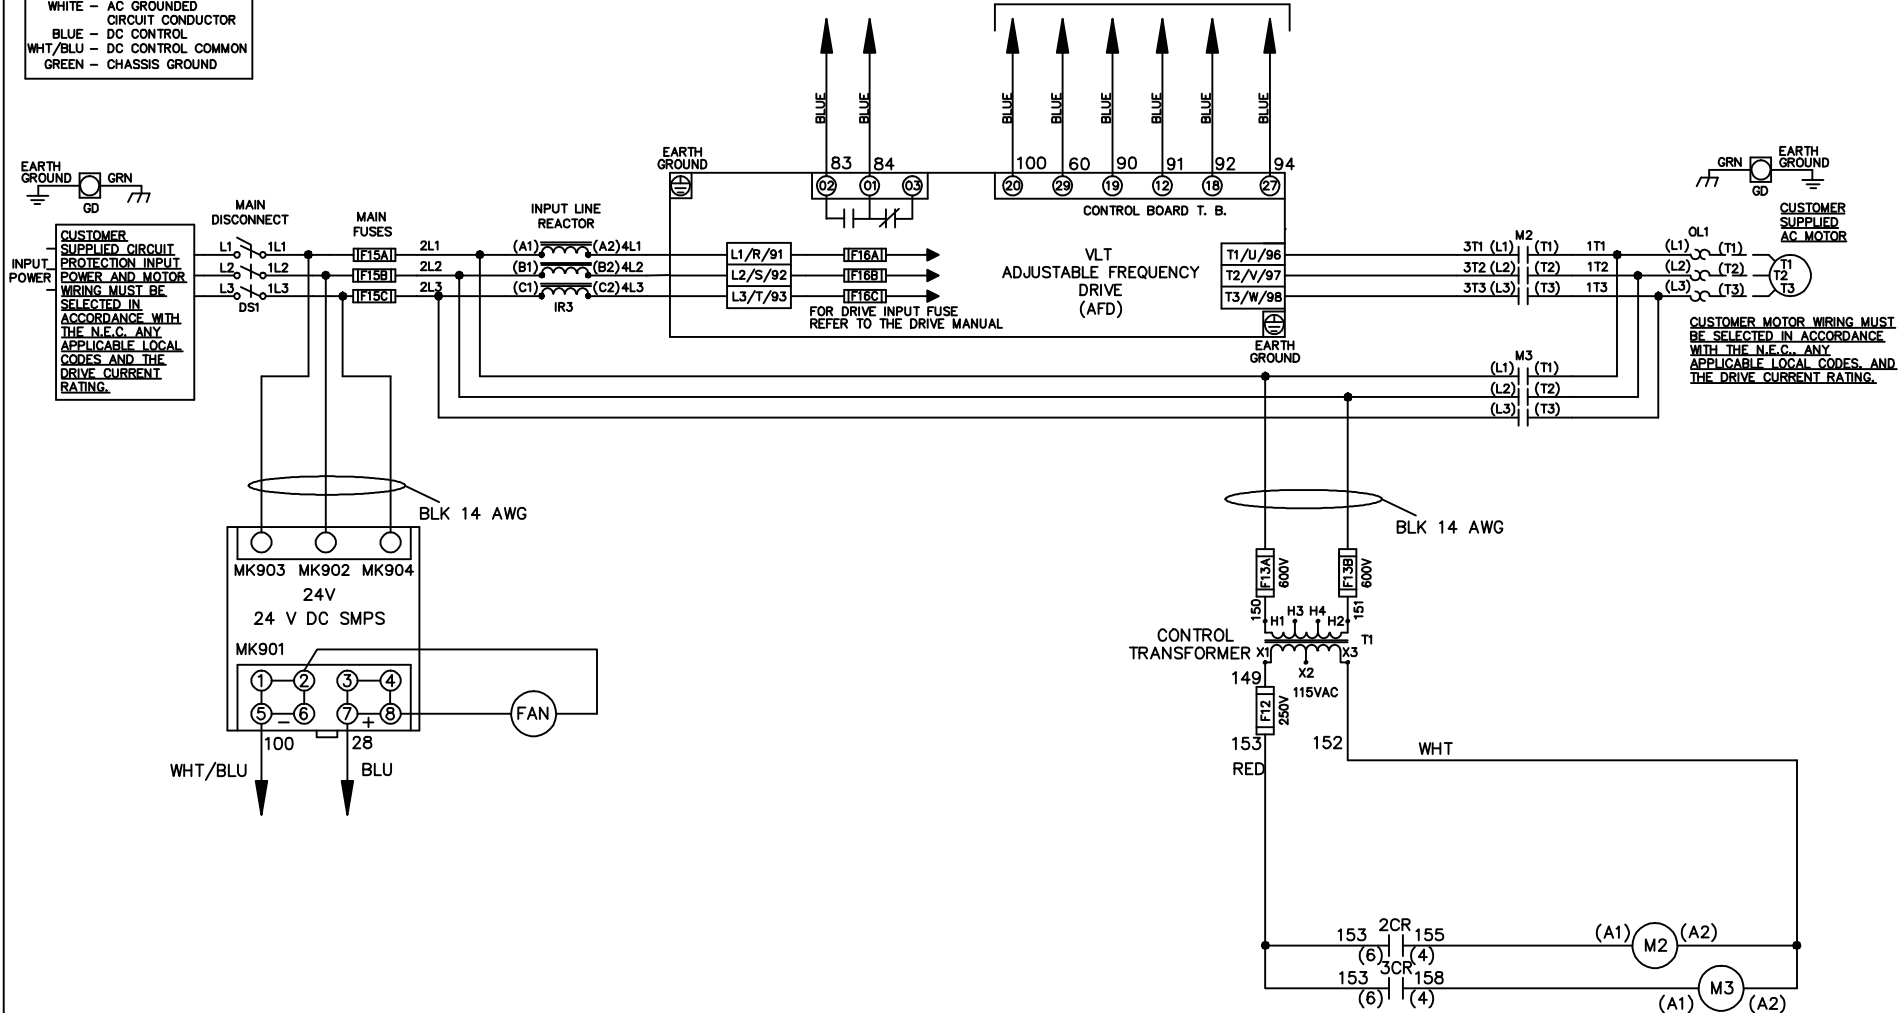 WHITE – AC GROUNDED
CIRCUIT CONDUCTOR
BLUE – DC CONTROL
WHT/BLU – DC CONTROL COMMON
GREEN – CHASSIS GROUND
BLUE
BLUE
BLUE
BLUE
BLUE
BLUE
BLUE
BLUE
EARTH
GROUND
GRN
GD
EARTH
GROUND
83
84
100
60
90
91
92
94
02
01
03
20
29
19
12
18
27
CONTROL BOARD T. B.
GRN
EARTH
GROUND
GD
CUSTOMER
SUPPLIED
AC MOTOR
INPUT
POWER
CUSTOMER
SUPPLIED CIRCUIT
PROTECTION INPUT
POWER AND MOTOR
WIRING MUST BE
SELECTED IN
ACCORDANCE WITH
THE N.E.C. ANY
APPLICABLE LOCAL
CODES AND THE
DRIVE CURRENT
RATING.
MAIN
DISCONNECT
L1
1L1
L2
1L2
L3
1L3
DS1
MAIN
FUSES
F15A
2L1
F15B
2L2
F15C
2L3
INPUT LINE
REACTOR
(A1)
(A2)4L1
(B1)
(B2)4L2
(C1)
(C2)4L3
IR3
L1/R/91
F16A
L2/S/92
F16B
L3/T/93
F16C
FOR DRIVE INPUT FUSE
REFER TO THE DRIVE MANUAL
VLT
ADJUSTABLE FREQUENCY
DRIVE
(AFD)
T1/U/96
T2/V/97
T3/W/98
EARTH
GROUND
M2
3T1 (L1)
(T1)
1T1
3T2 (L2)
(T2)
1T2
3T3 (L3)
(T3)
1T3
OL1
(L1)
(T1)
(L2)
(T2)
(L3)
(T3)
T1
T2
T3
CUSTOMER MOTOR WIRING MUST
BE SELECTED IN ACCORDANCE
WITH THE N.E.C., ANY
APPLICABLE LOCAL CODES, AND
THE DRIVE CURRENT RATING.
M3
(L1)
(T1)
(L2)
(T2)
(L3)
(T3)
BLK 14 AWG
BLK 14 AWG
MK903
MK902
MK904
24V
24 V DC SMPS
MK901
1
2
3
4
5
–
6
7
+
8
FAN
100
28
WHT/BLU
BLU
F13A
600V
F13B
600V
150
151
H1
H3
H4
H2
T1
CONTROL
TRANSFORMER
X1
X3
X2
115VAC
149
F12
250V
153
152
RED
WHT
2CR
153
155
(6)
(4)
(A1)
M2
(A2)
3CR
153
158
(6)
(4)
(A1)
M3
(A2)